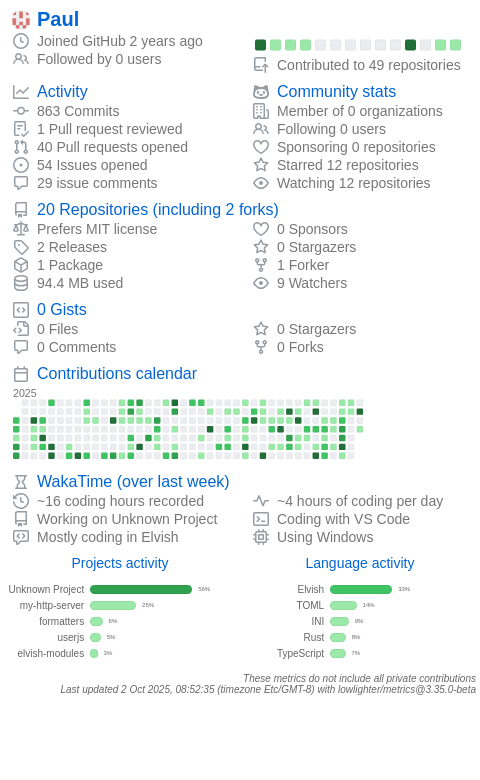 Paul
Joined GitHub 2 years ago
Followed by 0 users
Contributed to 49 repositories
Activity
863 Commits
1 Pull request reviewed
40 Pull requests opened
54 Issues opened
29 issue comments
Community stats
Member of 0 organizations
Following 0 users
Sponsoring 0 repositories
Starred 12 repositories
Watching 12 repositories
20 Repositories (including 2 forks)
Prefers MIT license
2 Releases
1 Package
94.4 MB used
0 Sponsors
0 Stargazers
1 Forker
9 Watchers
0 Gists
0 Files
0 Comments
0 Stargazers
0 Forks
Contributions calendar
2025
WakaTime (over last week)
~16 coding hours recorded
Working on Unknown Project
Mostly coding in Elvish
~4 hours of coding per day
Coding with VS Code
Using Windows
Projects activity
Unknown Project 56%
my-http-server 25%
formatters 6%
userjs 5%
elvish-modules 3%
Language activity
Elvish 33%
TOML 14%
INI 9%
Rust 8%
TypeScript 7%
These metrics do not include all private contributions
Last updated 2 Oct 2025, 08:52:35 (timezone Etc/GMT-8) with lowlighter/metrics@3.35.0-beta